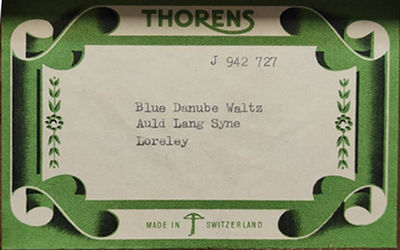 THORENS
J 942 727
Blue Danube Waltz
Auld Lang Syne
Loreley
MADE IN SWITZERLAND